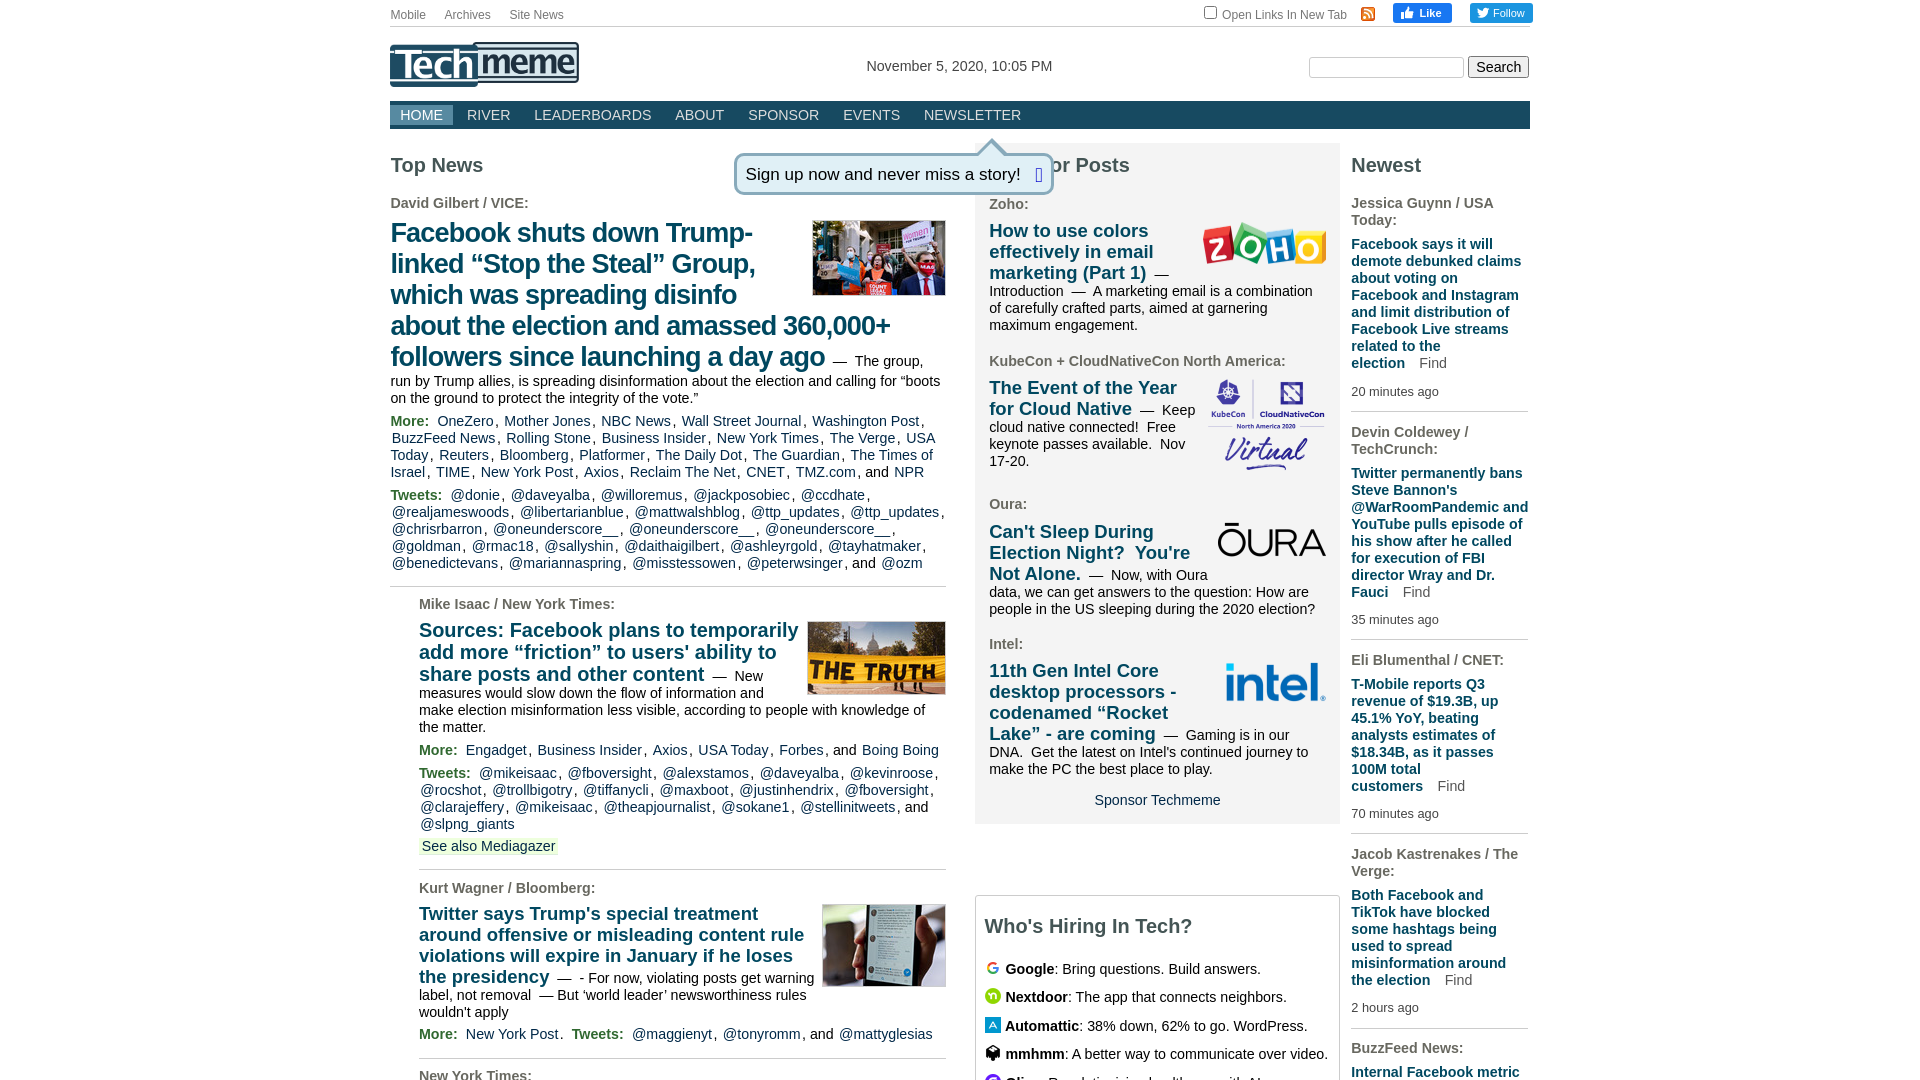 Mobile Archives Site News
Open Links In New Tab Like Follow
Techmeme
November 5, 2020, 10:05 PM
Search
HOME RIVER LEADERBOARDS ABOUT SPONSOR EVENTS NEWSLETTER
Sign up now and never miss a story!
Top News
David Gilbert / VICE:
Facebook shuts down Trump-
linked “Stop the Steal” Group,
which was spreading disinfo
about the election and amassed 360,000+
followers since launching a day ago — The group,
run by Trump allies, is spreading disinformation about the election and calling for “boots
on the ground to protect the integrity of the vote.”
More: OneZero, Mother Jones, NBC News, Wall Street Journal, Washington Post,
BuzzFeed News, Rolling Stone, Business Insider, New York Times, The Verge, USA
Today, Reuters, Bloomberg, Platformer, The Daily Dot, The Guardian, The Times of
Israel, TIME, New York Post, Axios, Reclaim The Net, CNET, TMZ.com, and NPR
Tweets: @donie, @daveyalba, @willoremus, @jackposobiec, @ccdhate,
@realjameswoods, @libertarianblue, @mattwalshblog, @ttp_updates, @ttp_updates,
@chrisrbarron, @oneunderscore__, @oneunderscore__, @oneunderscore__,
@goldman, @rmac18, @sallyshin, @daithaigilbert, @ashleyrgold, @tayhatmaker,
@benedictevans, @mariannaspring, @misstessowen, @peterwsinger, and @ozm
Mike Isaac / New York Times:
Sources: Facebook plans to temporarily
add more “friction” to users' ability to
share posts and other content — New
measures would slow down the flow of information and
make election misinformation less visible, according to people with knowledge of
the matter.
THE TRUTH
More: Engadget, Business Insider, Axios, USA Today, Forbes, and Boing Boing
Tweets: @mikeisaac, @fboversight, @alexstamos, @daveyalba, @kevinroose,
@rocshot, @trollbigotry, @tiffanycli, @maxboot, @justinhendrix, @fboversight,
@clarajeffery, @mikeisaac, @theapjournalist, @sokane1, @stellinitweets, and
@slpng_giants
See also Mediagazer
Kurt Wagner / Bloomberg:
Twitter says Trump's special treatment
around offensive or misleading content rule
violations will expire in January if he loses
the presidency — - For now, violating posts get warning
label, not removal — But ‘world leader’ newsworthiness rules
wouldn't apply
More: New York Post. Tweets: @maggienyt, @tonyromm, and @mattyglesias
New York Times:
or Posts
Zoho:
How to use colors
effectively in email
marketing (Part 1) —
Introduction — A marketing email is a combination
of carefully crafted parts, aimed at garnering
maximum engagement.
ZOHO
KubeCon + CloudNativeCon North America:
The Event of the Year
for Cloud Native — Keep
cloud native connected! Free
keynote passes available. Nov
17-20.
KubeCon CloudNativeCon
North America 2020
Virtual
Oura:
Can't Sleep During
Election Night? You're
Not Alone. — Now, with Oura
data, we can get answers to the question: How are
people in the US sleeping during the 2020 election?
OURA
Intel:
11th Gen Intel Core
desktop processors -
codenamed “Rocket
Lake” - are coming — Gaming is in our
DNA. Get the latest on Intel's continued journey to
make the PC the best place to play.
intel
Sponsor Techmeme
Who's Hiring In Tech?
Google: Bring questions. Build answers.
Nextdoor: The app that connects neighbors.
Automattic: 38% down, 62% to go. WordPress.
mmhmm: A better way to communicate over video.
Newest
Jessica Guynn / USA
Today:
Facebook says it will
demote debunked claims
about voting on
Facebook and Instagram
and limit distribution of
Facebook Live streams
related to the
election Find
20 minutes ago
Devin Coldewey /
TechCrunch:
Twitter permanently bans
Steve Bannon's
@WarRoomPandemic and
YouTube pulls episode of
his show after he called
for execution of FBI
director Wray and Dr.
Fauci Find
35 minutes ago
Eli Blumenthal / CNET:
T-Mobile reports Q3
revenue of $19.3B, up
45.1% YoY, beating
analysts estimates of
$18.34B, as it passes
100M total
customers Find
70 minutes ago
Jacob Kastrenakes / The
Verge:
Both Facebook and
TikTok have blocked
some hashtags being
used to spread
misinformation around
the election Find
2 hours ago
BuzzFeed News:
Internal Facebook metric